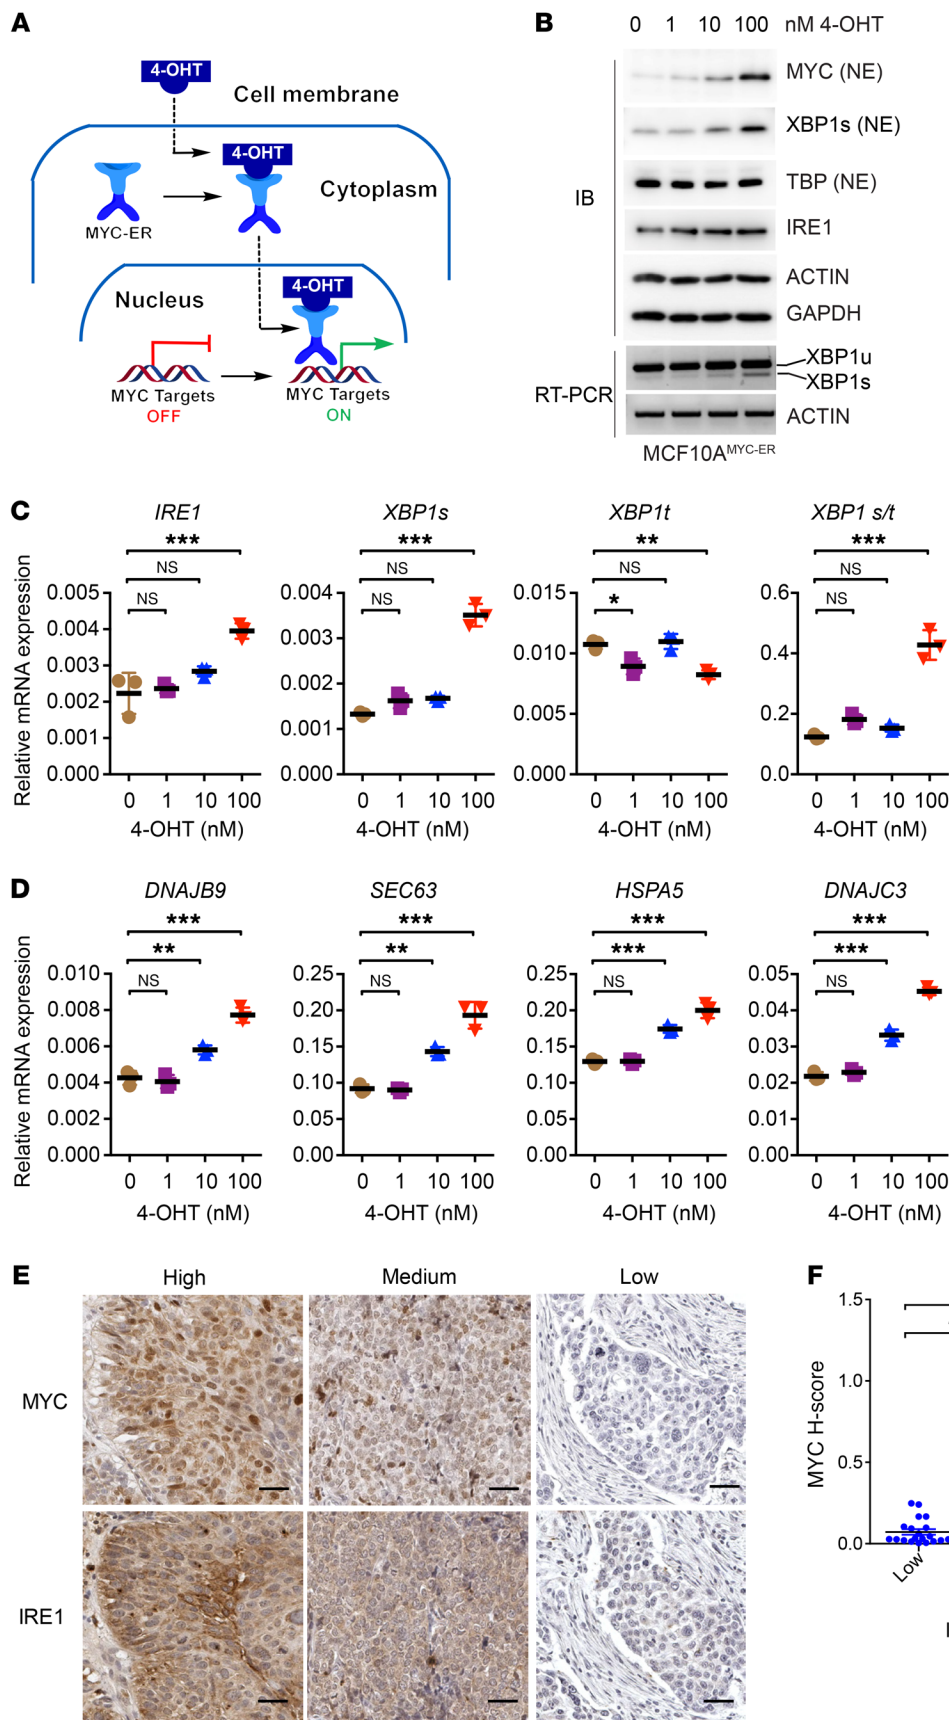 A
4-OHT
Cell membrane
4-OHT
Cytoplasm
MYC-ER
4-OHT
Nucleus
MYC Targets
OFF
MYC Targets
ON
B
0 1 10 100 nM 4-OHT
MYC (NE)
XBP1s (NE)
TBP (NE)
IB
IRE1
ACTIN
GAPDH
XBP1u
XBP1s
RT-PCR
ACTIN
MCF10A^MYC-ER
C
IRE1 XBP1s XBP1t XBP1 s/t
*** *** ** ***
NS NS NS NS
NS NS * NS
Relative mRNA expression
0.005 0.004 0.015 0.6
0.004 0.003 0.010 0.4
0.003 0.002 0.005 0.2
0.002 0.001 0.000 0.0
0.001 0.000
0.000
0 1 10 100 0 1 10 100 0 1 10 100 0 1 10 100
4-OHT (nM) 4-OHT (nM) 4-OHT (nM) 4-OHT (nM)
D
DNAJB9 SEC63 HSPA5 DNAJC3
*** *** *** ***
** ** *** ***
NS NS NS NS
Relative mRNA expression
0.010 0.25 0.25 0.05
0.008 0.20 0.20 0.04
0.006 0.15 0.15 0.03
0.004 0.10 0.10 0.02
0.002 0.05 0.05 0.01
0.000 0.00 0.00 0.00
0 1 10 100 0 1 10 100 0 1 10 100 0 1 10 100
4-OHT (nM) 4-OHT (nM) 4-OHT (nM) 4-OHT (nM)
E
High Medium Low
MYC
IRE1
F
MYC H-score
1.5
1.0
0.5
0.0
Low